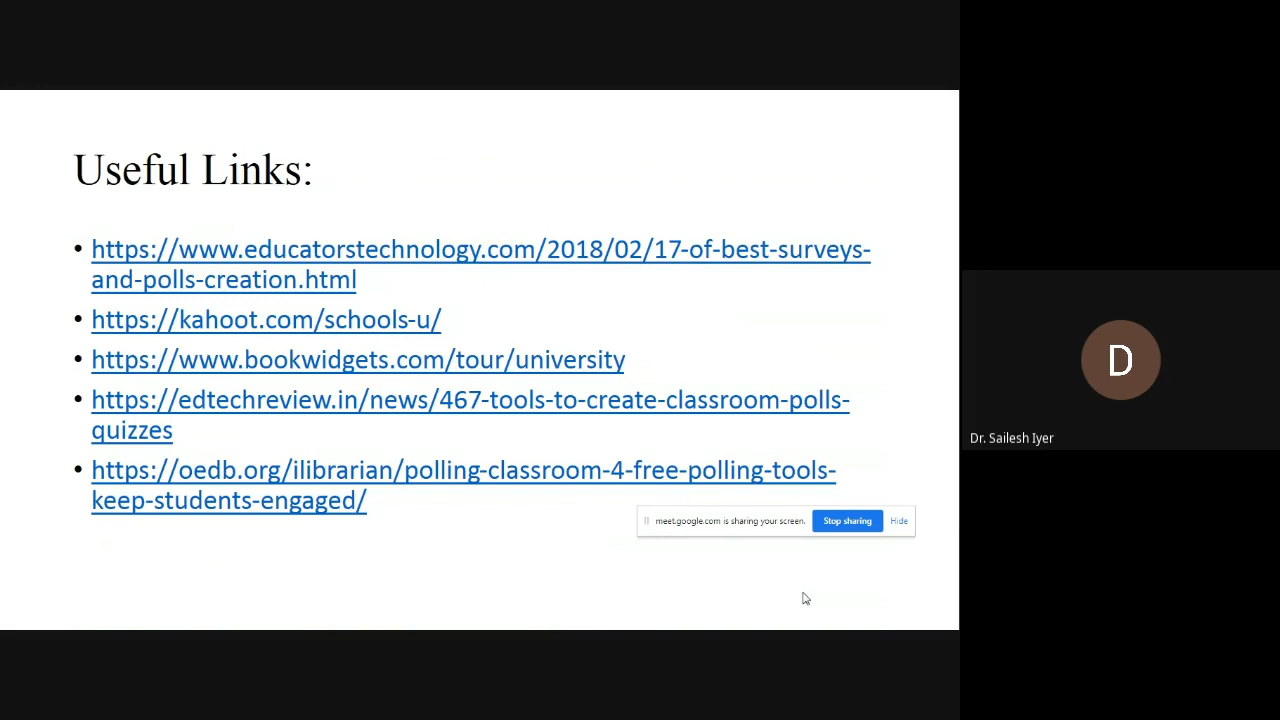 Useful Links:
• https://www.educatorstechnology.com/2018/02/17-of-best-surveys-
and-polls-creation.html
• https://kahoot.com/schools-u/
• https://www.bookwidgets.com/tour/university
• https://edtechreview.in/news/467-tools-to-create-classroom-polls-
quizzes
• https://oedb.org/ilibrarian/polling-classroom-4-free-polling-tools-
keep-students-engaged/
meet.google.com is sharing your screen. Stop sharing Hide
D
Dr. Sailesh Iyer